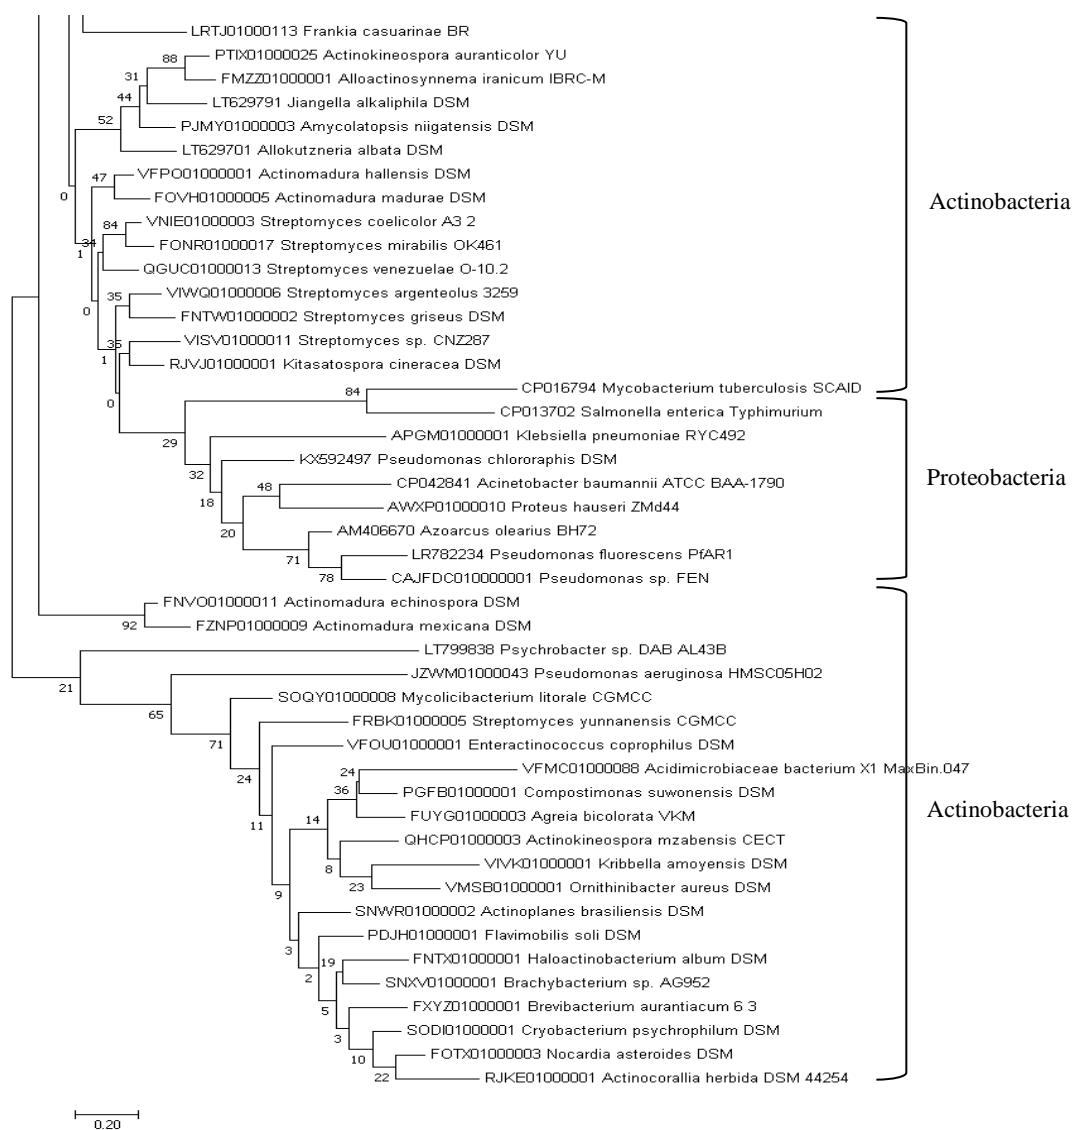 LRTJ01000113 Frankia casuarinae BR
PTIX01000025 Actinokineospora auranticolor YU
88
FMZZ01000001 Alloactinosynnema iranicum IBRC-M
31
LT629791 Jiangella alkaliphila DSM
44
PJMY01000003 Amycolatopsis niigatensis DSM
52
LT629701 Allokutzneria albata DSM
VFPO01000001 Actinomadura hallensis DSM
47
FOVH01000005 Actinomadura madurae DSM
0
Actinobacteria
VNIE01000003 Streptomyces coelicolor A3 2
84
FONR01000017 Streptomyces mirabilis OK461
34
1
QGUC01000013 Streptomyces venezuelae O-10.2
VIWQ01000006 Streptomyces argenteolus 3259
35
FNTW01000002 Streptomyces griseus DSM
0
VISV01000011 Streptomyces sp. CNZ287
35
1
RJVJ01000001 Kitasatospora cineracea DSM
CP016794 Mycobacterium tuberculosis SCAID
84
0
CP013702 Salmonella enterica Typhimurium
29
APGM01000001 Klebsiella pneumoniae RYC492
32
KX592497 Pseudomonas chlororaphis DSM
Proteobacteria
CP042841 Acinetobacter baumannii ATCC BAA-1790
48
18
AWXP01000010 Proteus hauseri ZMd44
20
AM406670 Azoarcus olearius BH72
71
LR782234 Pseudomonas fluorescens PfAR1
78
CAJFDC010000001 Pseudomonas sp. FEN
FNVO01000011 Actinomadura echinospora DSM
92
FZNP01000009 Actinomadura mexicana DSM
LT799838 Psychrobacter sp. DAB AL43B
21
JZWM01000043 Pseudomonas aeruginosa HMSC05H02
65
SOQY01000008 Mycolicibacterium litorale CGMCC
71
FRBK01000005 Streptomyces yunnanensis CGMCC
24
VFOU01000001 Enteractinococcus coprophilus DSM
VFMC01000088 Acidimicrobiaceae bacterium X1 MaxBin.047
24
PGFB01000001 Compostimonas suwonensis DSM
36
Actinobacteria
FUYG01000003 Agreia bicolorata VKM
11
14
QHCP01000003 Actinokineospora mzabensis CECT
8
VIVK01000001 Kribbella amoyensis DSM
23
VMSB01000001 Ornithinibacter aureus DSM
9
SNWR01000002 Actinoplanes brasiliensis DSM
PDJH01000001 Flavimobilis soli DSM
3
FNTX01000001 Haloactinobacterium album DSM
19
2
SNXV01000001 Brachybacterium sp. AG952
5
FXYZ01000001 Brevibacterium aurantiacum 6 3
3
SODI01000001 Cryobacterium psychrophilum DSM
10
FOTX01000003 Nocardia asteroides DSM
22
RJKE01000001 Actinocorallia herbida DSM 44254
0.20